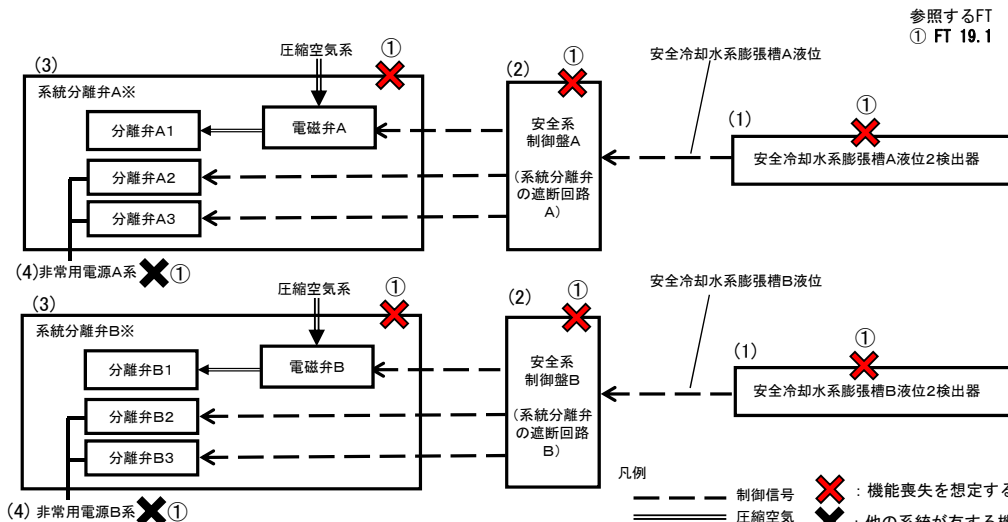 参照するFT
① FT 19.1
(3)
圧縮空気系
①
系統分離弁A※
分離弁A1
電磁弁A
分離弁A2
分離弁A3
(4)非常用電源A系
①
(2)
①
安全系
制御盤A
(系統分離弁
の遮断回路
A)
安全冷却水系膨張槽A液位
(1)
①
安全冷却水系膨張槽A液位2検出器
(3)
圧縮空気系
①
系統分離弁B※
分離弁B1
電磁弁B
分離弁B2
分離弁B3
(4) 非常用電源B系
①
(2)
①
安全系
制御盤B
(系統分離弁
の遮断回路
B)
安全冷却水系膨張槽B液位
(1)
①
安全冷却水系膨張槽B液位2検出器
凡例
制御信号
圧縮空気
:機能喪失を想定する
:他の系統が有する機